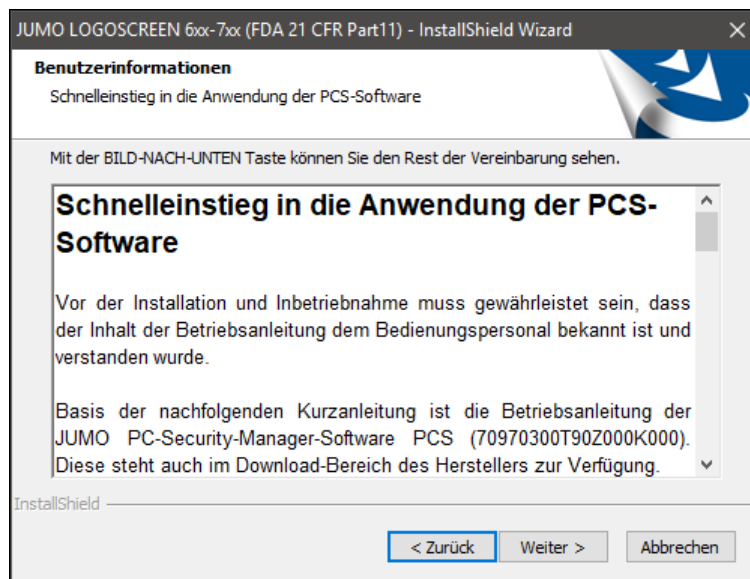 JUMO LOGOSCREEN 6xx-7xx (FDA 21 CFR Part11) - InstallShield Wizard
Benutzerinformationen
Schnelleinstieg in die Anwendung der PCS-Software
Mit der BILD-NACH-UNTEN Taste können Sie den Rest der Vereinbarung sehen.
Schnelleinstieg in die Anwendung der PCS-
Software
Vor der Installation und Inbetriebnahme muss gewährleistet sein, dass
der Inhalt der Betriebsanleitung dem Bedienungspersonal bekannt ist und
verstanden wurde.
Basis der nachfolgenden Kurzanleitung ist die Betriebsanleitung der
JUMO PC-Security-Manager-Software PCS (70970300T90Z000K000).
Diese steht auch im Download-Bereich des Herstellers zur Verfügung.
InstallShield
< Zurück Weiter > Abbrechen